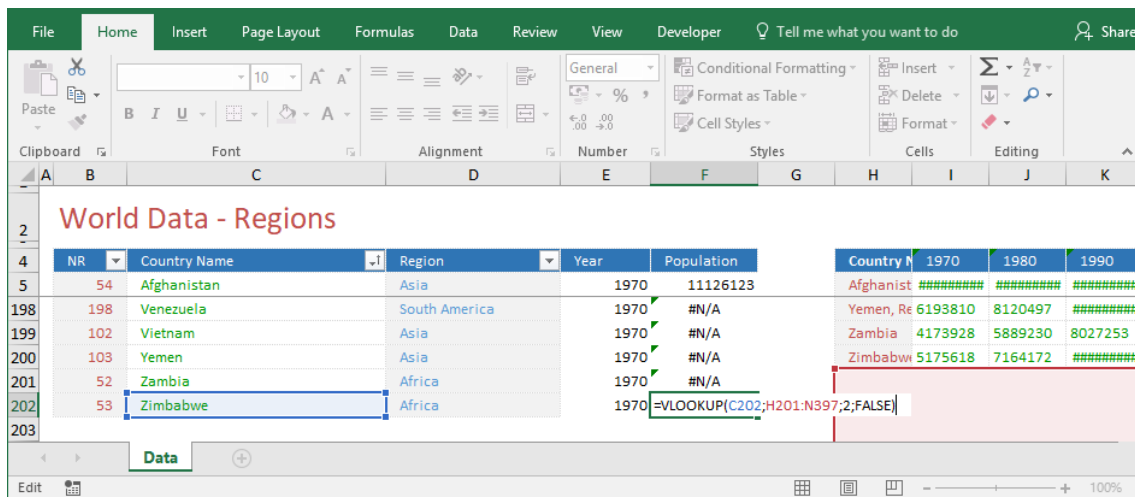 File Home Insert Page Layout Formulas Data Review View Developer Tell me what you want to do Share
10 A A General Conditional Formatting Insert Σ
Paste B I U A % , Format as Table Delete
Cell Styles Format
Clipboard Font Alignment Number Styles Cells Editing
A B C D E F G H I J K
2 World Data - Regions
4 NR Country Name Region Year Population Country N 1970 1980 1990
5 54 Afghanistan Asia 1970 11126123 Afghanist ######### ######### #########
198 198 Venezuela South America 1970 #N/A Yemen, Re 6193810 8120497 #########
199 102 Vietnam Asia 1970 #N/A Zambia 4173928 5889230 8027253
200 103 Yemen Asia 1970 #N/A Zimbabwe 5175618 7164172 #########
201 52 Zambia Africa 1970 #N/A
202 53 Zimbabwe Africa 1970 =VLOOKUP(C202;H201:N397;2;FALSE)
203
Data
Edit 100%